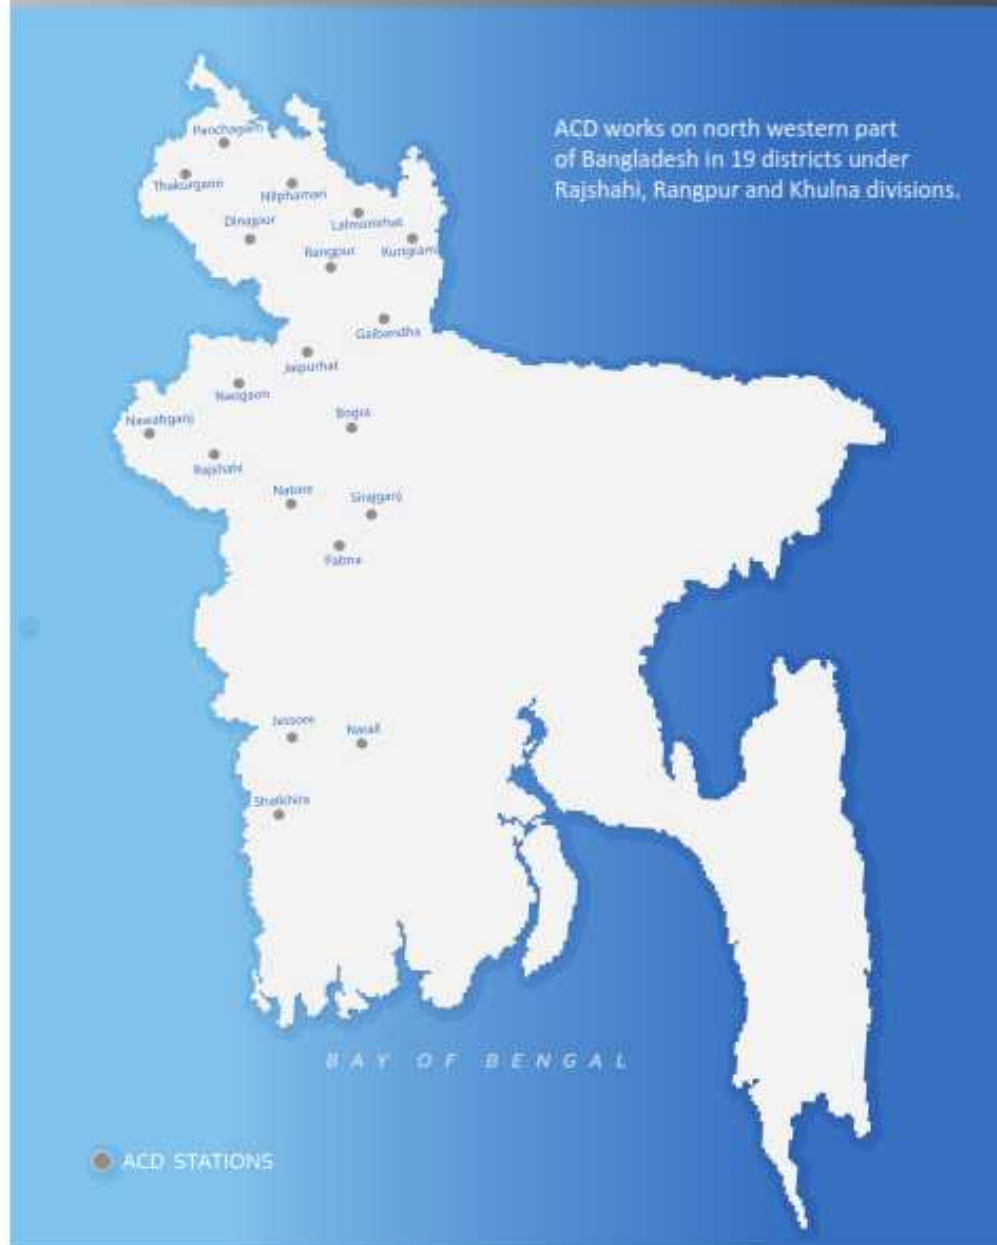 ACD works on north western part
of Bangladesh in 19 districts under
Rajshahi, Rangpur and Khulna divisions.
Panchagarh
Thakurgaon
Nilphamari
Dinajpur
Lalmonirhat
Rangpur
Kurigram
Gaibandha
Jaipurhat
Naogaon
Nawabganj
Bogra
Rajshahi
Natore
Sirajganj
Pabna
Jessore
Narail
Shatkhira
BAY OF BENGAL
ACD STATIONS